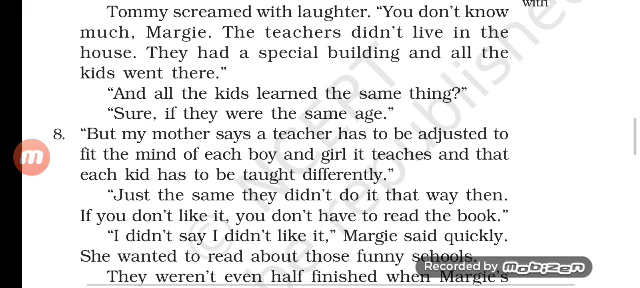 with
Tommy screamed with laughter. “You don’t know
much, Margie. The teachers didn’t live in the
house. They had a special building and all the
kids went there.”
“And all the kids learned the same thing?”
“Sure, if they were the same age.”
8. “But my mother says a teacher has to be adjusted to
fit the mind of each boy and girl it teaches and that
each kid has to be taught differently.”
“Just the same they didn’t do it that way then.
If you don’t like it, you don’t have to read the book.”
“I didn’t say I didn’t like it,” Margie said quickly.
She wanted to read about those funny schools.
They weren’t even half finished when Margie’s
© NCERT
be republished
Recorded by mobizen